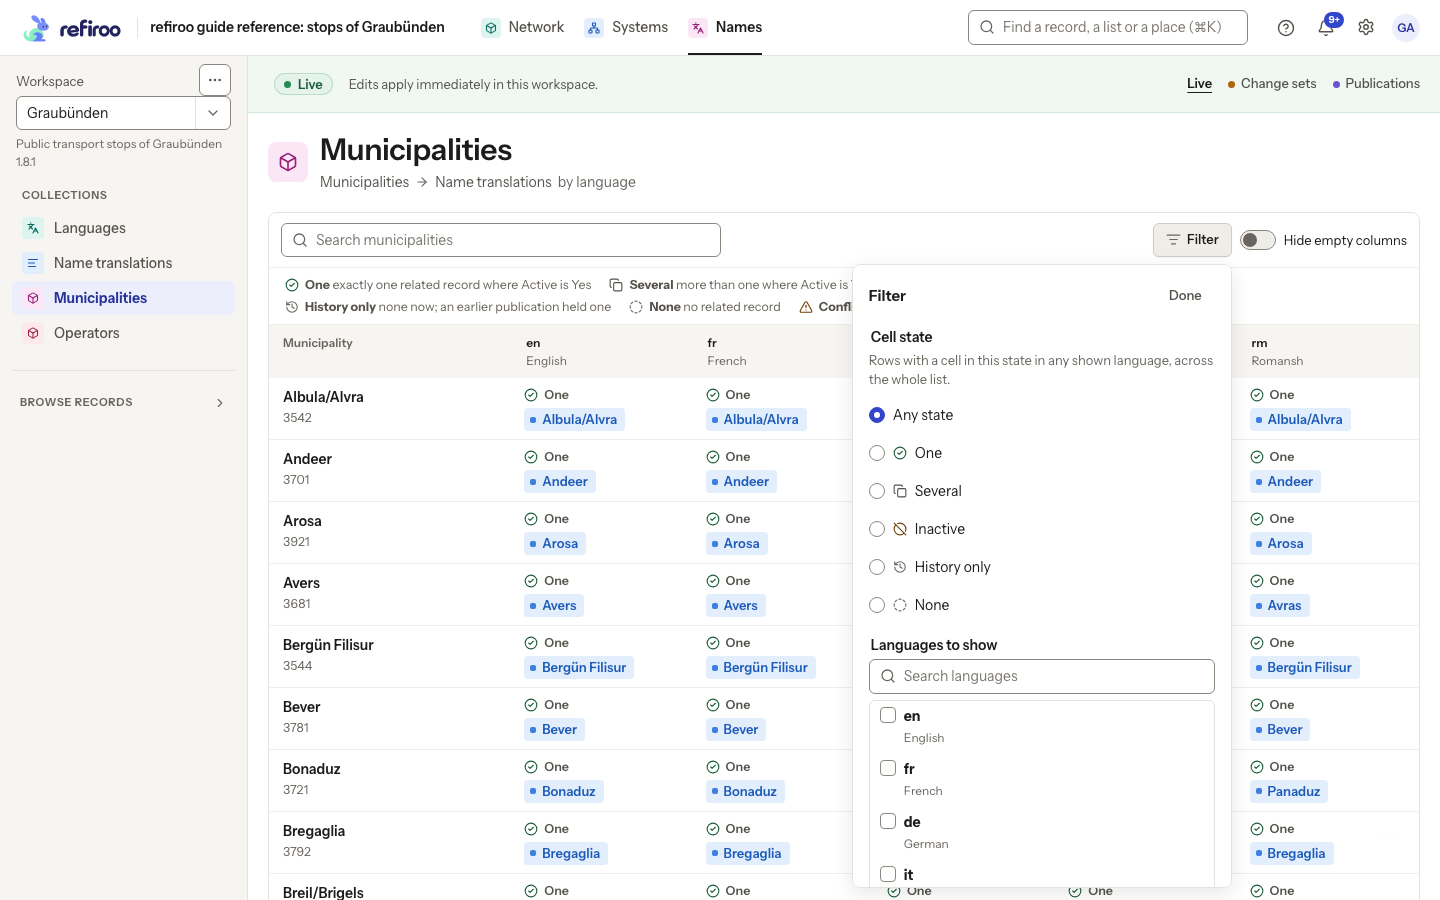 refiroo
refiroo guide reference: stops of Graubünden
Network
Systems
Names
Find a record, a list or a place (⌘K)
9+
GA
Workspace
Graubünden
Public transport stops of Graubünden
1.8.1
COLLECTIONS
Languages
Name translations
Municipalities
Operators
BROWSE RECORDS
Live
Edits apply immediately in this workspace.
Live
Change sets
Publications
Municipalities
Municipalities → Name translations by language
Search municipalities
Filter
Hide empty columns
One exactly one related record where Active is Yes
Several more than one where Active is
History only none now; an earlier publication held one
None no related record
Municipality
en
English
fr
French
rm
Romansh
Albula/Alvra
3542
One
Albula/Alvra
One
Albula/Alvra
One
Albula/Alvra
Andeer
3701
One
Andeer
One
Andeer
One
Andeer
Arosa
3921
One
Arosa
One
Arosa
One
Arosa
Avers
3681
One
Avers
One
Avers
One
Avras
Bergün Filisur
3544
One
Bergün Filisur
One
Bergün Filisur
One
Bergün Filisur
Bever
3781
One
Bever
One
Bever
One
Bever
Bonaduz
3721
One
Bonaduz
One
Bonaduz
One
Panaduz
Bregaglia
3792
One
Bregaglia
One
Bregaglia
One
Bregaglia
Breil/Brigels
One
One
One
One
One
Filter
Done
Cell state
Rows with a cell in this state in any shown language, across
the whole list.
Any state
One
Several
Inactive
History only
None
Languages to show
Search languages
en
English
fr
French
de
German
it